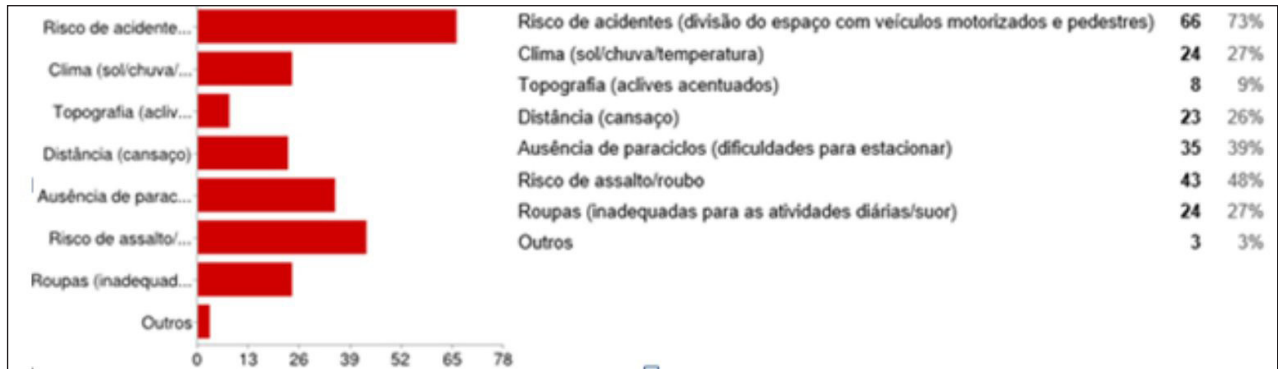 Risco de acidente...
Clima (sol/chuva/...
Topografia (acliv...
Distância (cansaço)
Ausência de parac...
Risco de assalto/...
Roupas (inadequad...
Outros
0 13 26 39 52 65 78
Risco de acidentes (divisão do espaço com veículos motorizados e pedestres) 66 73%
Clima (sol/chuva/temperatura) 24 27%
Topografia (aclives acentuados) 8 9%
Distância (cansaço) 23 26%
Ausência de paraciclos (dificuldades para estacionar) 35 39%
Risco de assalto/roubo 43 48%
Roupas (inadequadas para as atividades diárias/suor) 24 27%
Outros 3 3%